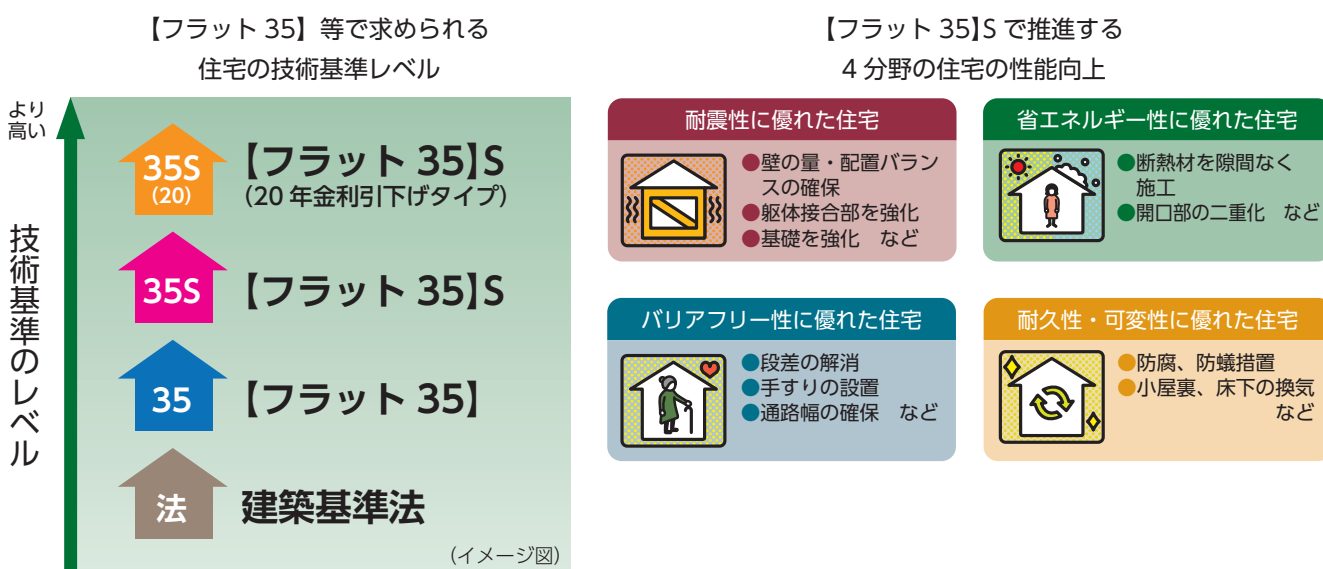 【フラット 35】等で求められる
住宅の技術基準レベル
より
高い
技術基準のレベル
35S
(20)
【フラット 35】S
（20 年金利引下げタイプ）
35S
【フラット 35】S
35
【フラット 35】
法
建築基準法
（イメージ図）
【フラット 35】S で推進する
4 分野の住宅の性能向上
耐震性に優れた住宅
●壁の量・配置バラン
スの確保
●躯体接合部を強化
●基礎を強化　など
省エネルギー性に優れた住宅
●断熱材を隙間なく
施工
●開口部の二重化　など
バリアフリー性に優れた住宅
●段差の解消
●手すりの設置
●通路幅の確保　など
耐久性・可変性に優れた住宅
●防腐、防蟻措置
●小屋裏、床下の換気
など